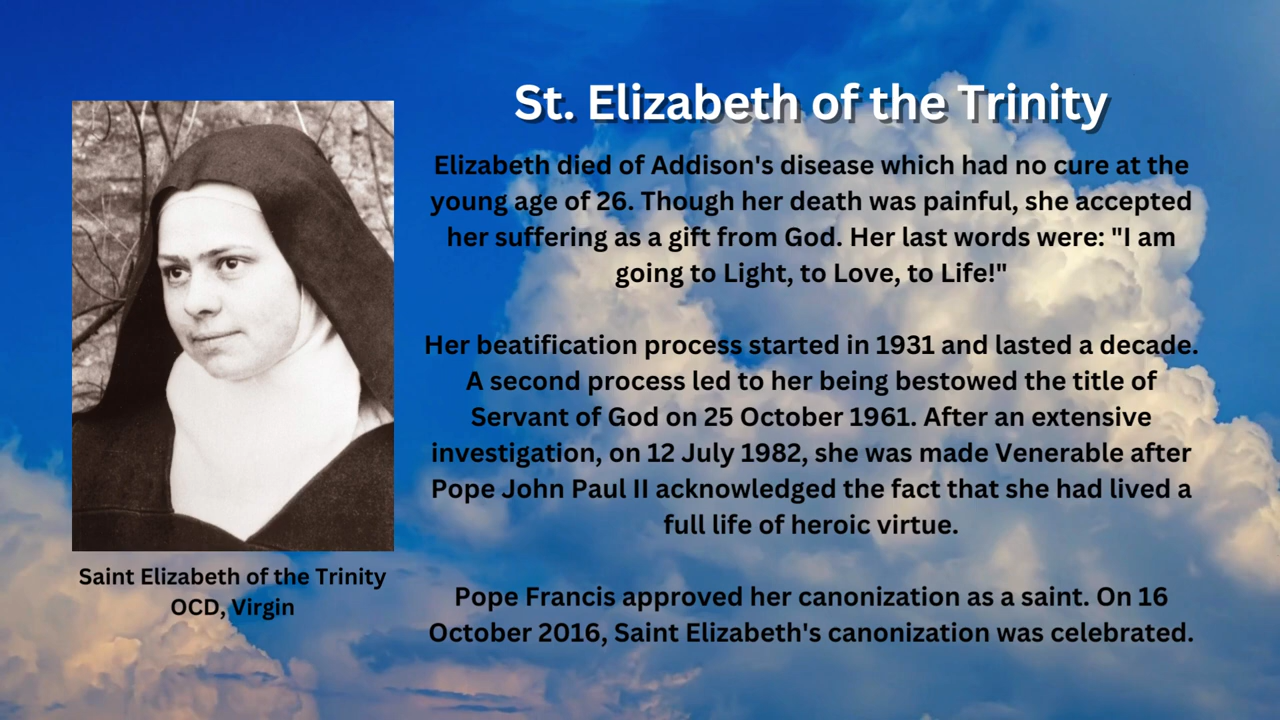 St. Elizabeth of the Trinity
Elizabeth died of Addison's disease which had no cure at the
young age of 26. Though her death was painful, she accepted
her suffering as a gift from God. Her last words were: "I am
going to Light, to Love, to Life!"
Her beatification process started in 1931 and lasted a decade.
A second process led to her being bestowed the title of
Servant of God on 25 October 1961. After an extensive
investigation, on 12 July 1982, she was made Venerable after
Pope John Paul II acknowledged the fact that she had lived a
full life of heroic virtue.
Pope Francis approved her canonization as a saint. On 16
October 2016, Saint Elizabeth's canonization was celebrated.
Saint Elizabeth of the Trinity
OCD, Virgin